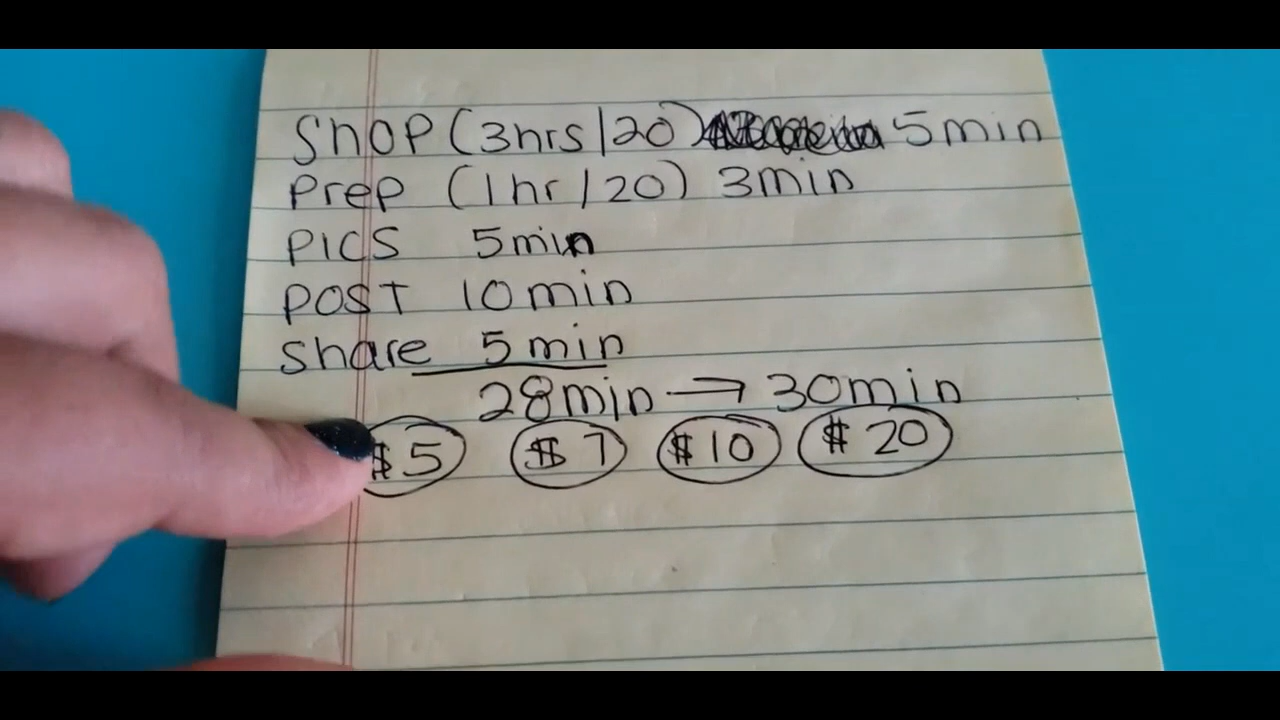 SHOP (3hrs/20) 5min
Prep (1hr/20) 3min
PICS 5min
POST 10min
Share 5min
28min → 30min
$5 $7 $10 $20